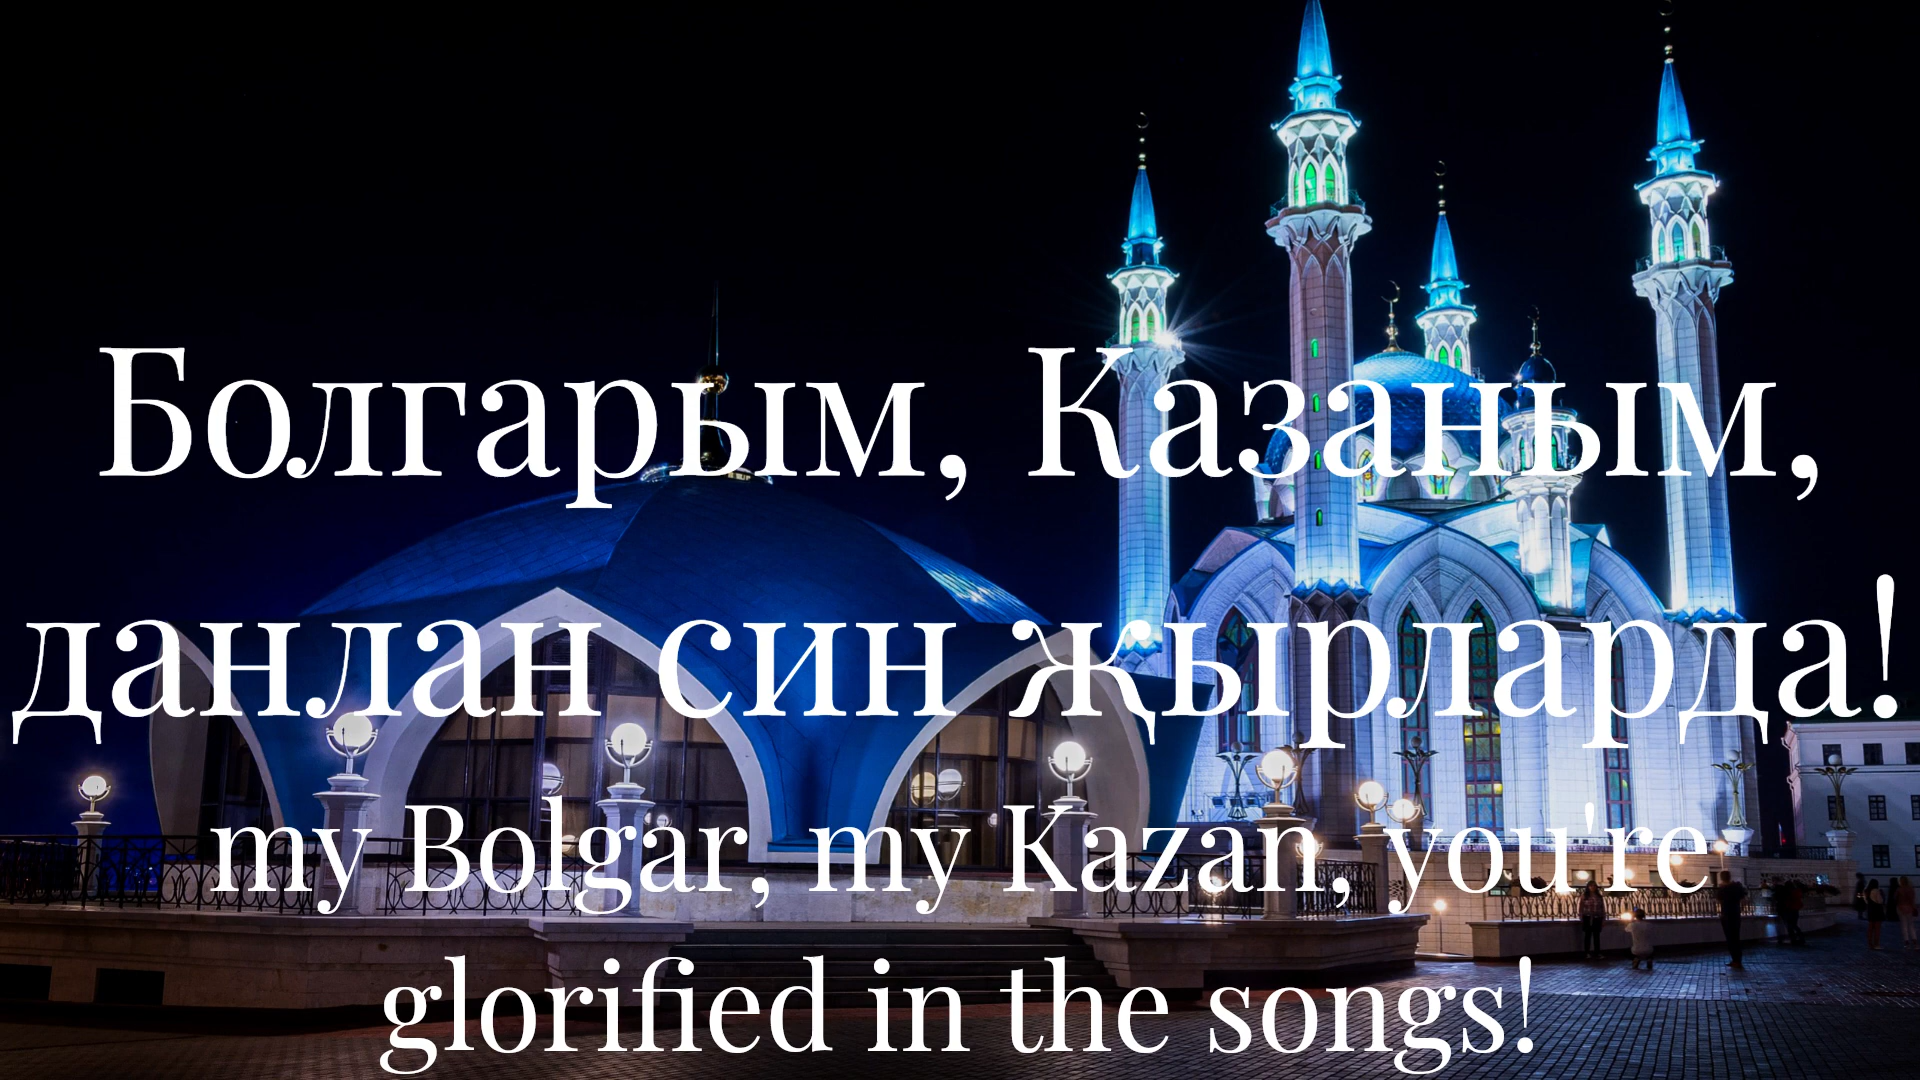 Болгарым, Казаным,
данлан син җырларда!
my Bolgar, my Kazan, you're
glorified in the songs!